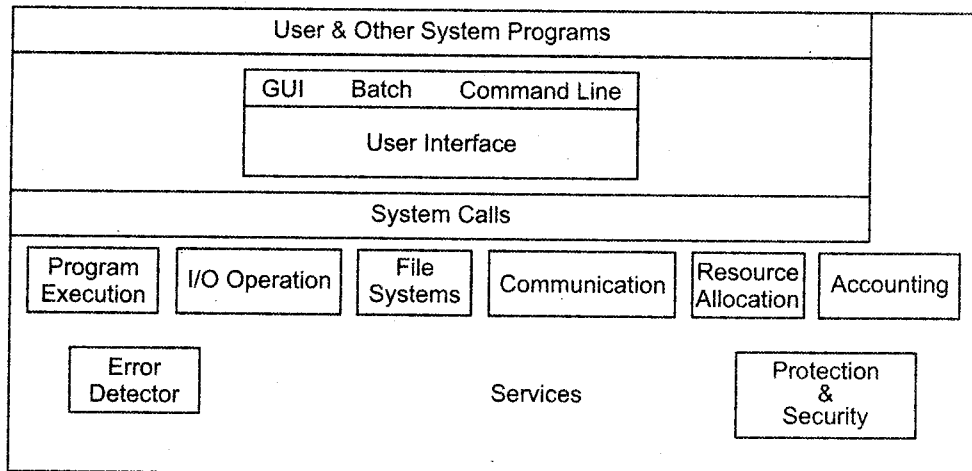 User & Other System Programs
GUI Batch Command Line
User Interface
System Calls
Program
Execution
I/O Operation
File
Systems
Communication
Resource
Allocation
Accounting
Error
Detector
Services
Protection
&
Security